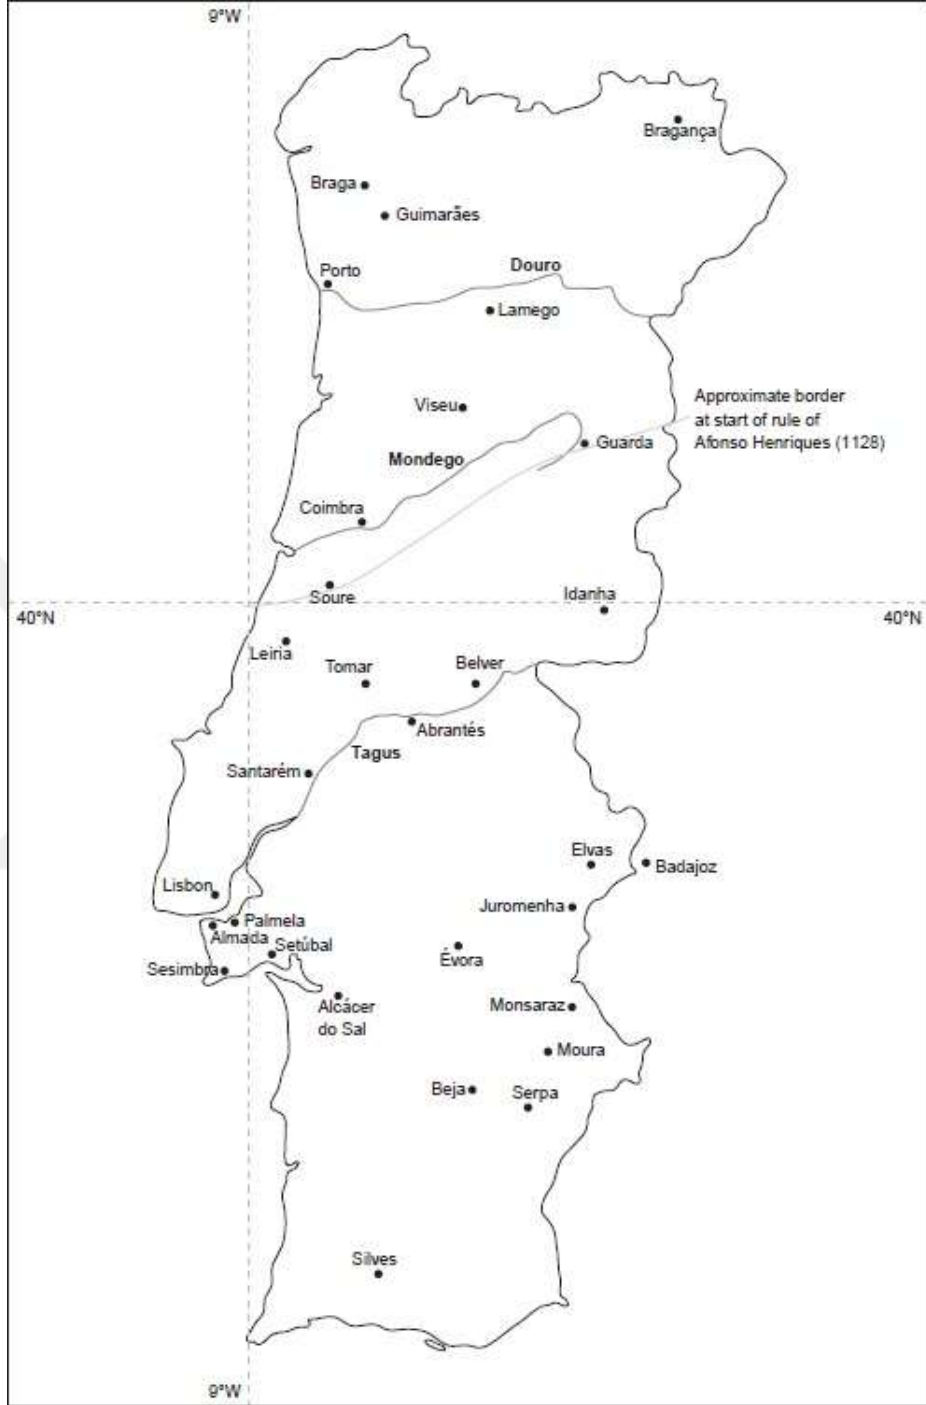 9°W
Bragança
Braga
Guimarães
Porto
Douro
Lamego
Approximate border
at start of rule of
Afonso Henriques (1128)
Viseu
Guarda
Mondego
Coimbra
Soure
Idanha
40°N
40°N
Leiria
Tomar
Belver
Abrantés
Tagus
Santarém
Elvas
Badajoz
Lisbon
Juromenha
Palmela
Almada
Setúbal
Évora
Sesimbra
Alcácer
do Sal
Monsaraz
Moura
Beja
Serpa
Silves
9°W